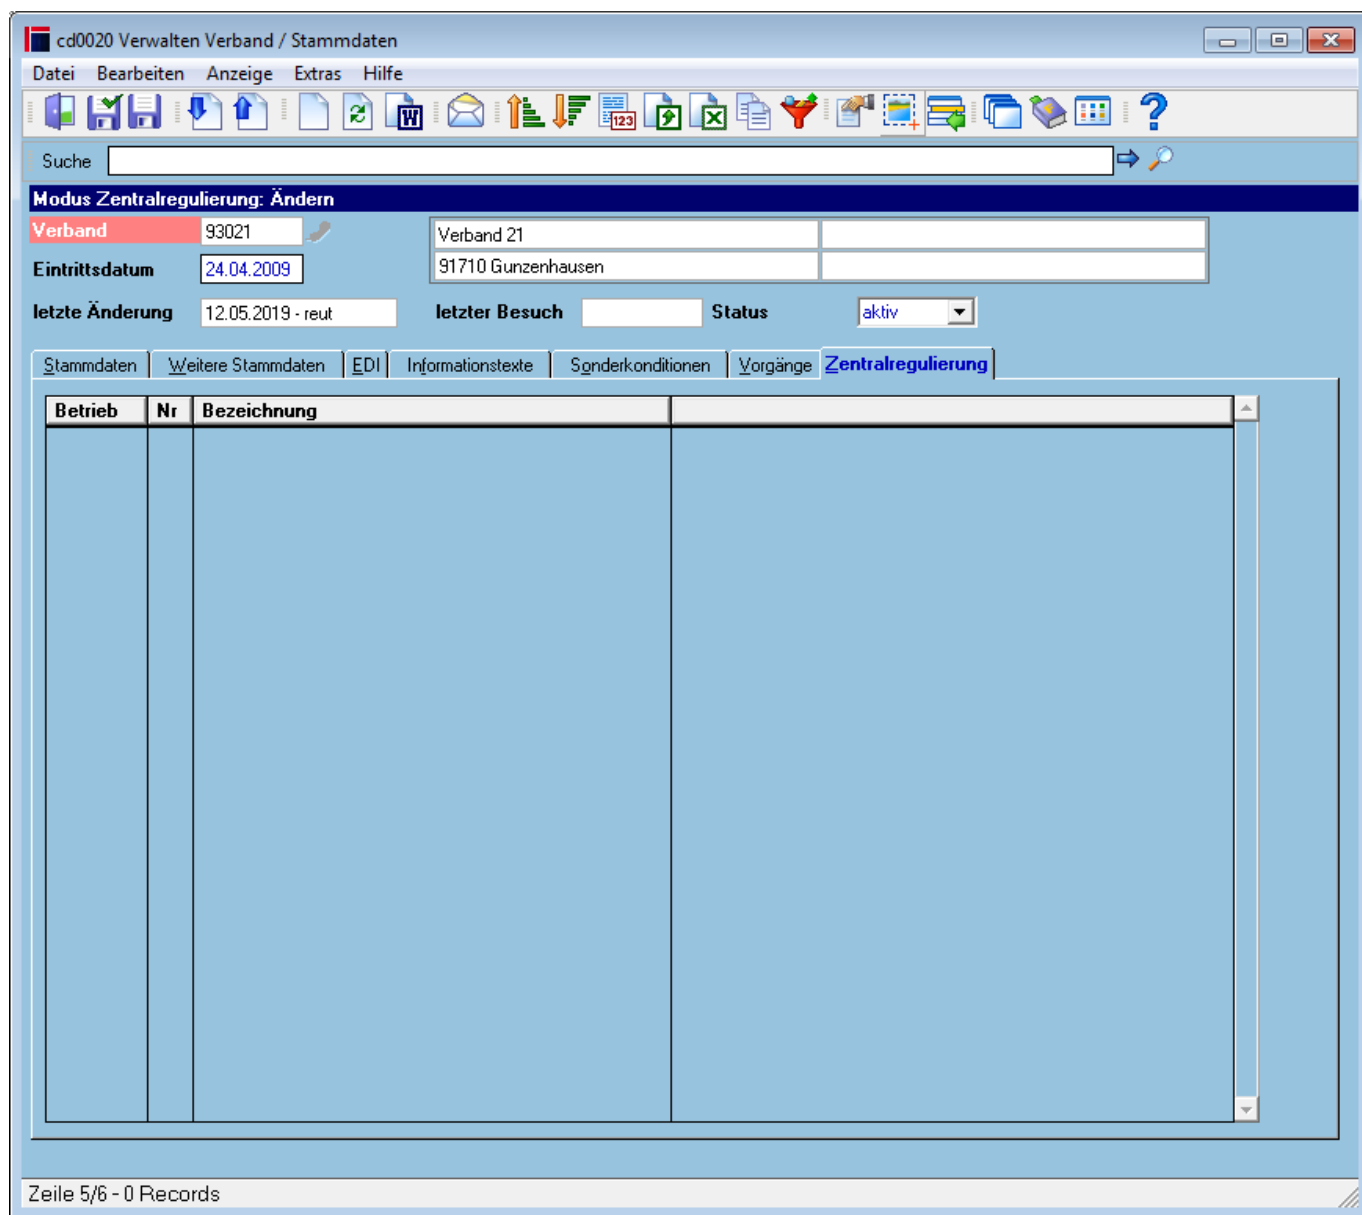 cd0020 Verwalten Verband / Stammdaten
Datei Bearbeiten Anzeige Extras Hilfe
W 123
Suche
Modus Zentralregulierung: Ändern
Verband 93021 Verband 21
Eintrittsdatum 24.04.2009 91710 Gunzenhausen
letzte Änderung 12.05.2019 - reut letzter Besuch Status aktiv
Stammdaten Weitere Stammdaten EDI Informationstexte Sonderkonditionen Vorgänge Zentralregulierung
Betrieb Nr Bezeichnung
Zeile 5/6 - 0 Records